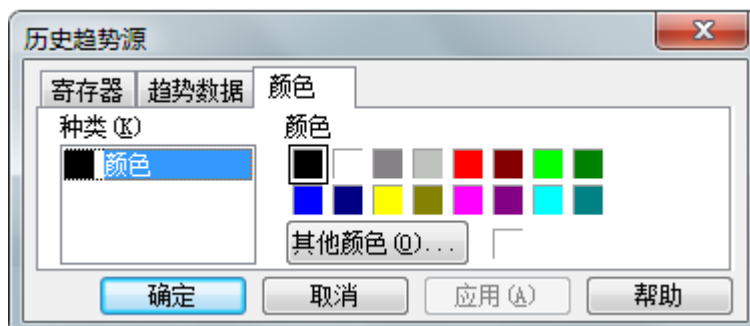 历史趋势源
寄存器 趋势数据 颜色
种类(K) 颜色
颜色
其他颜色(O)...
确定 取消 应用(A) 帮助